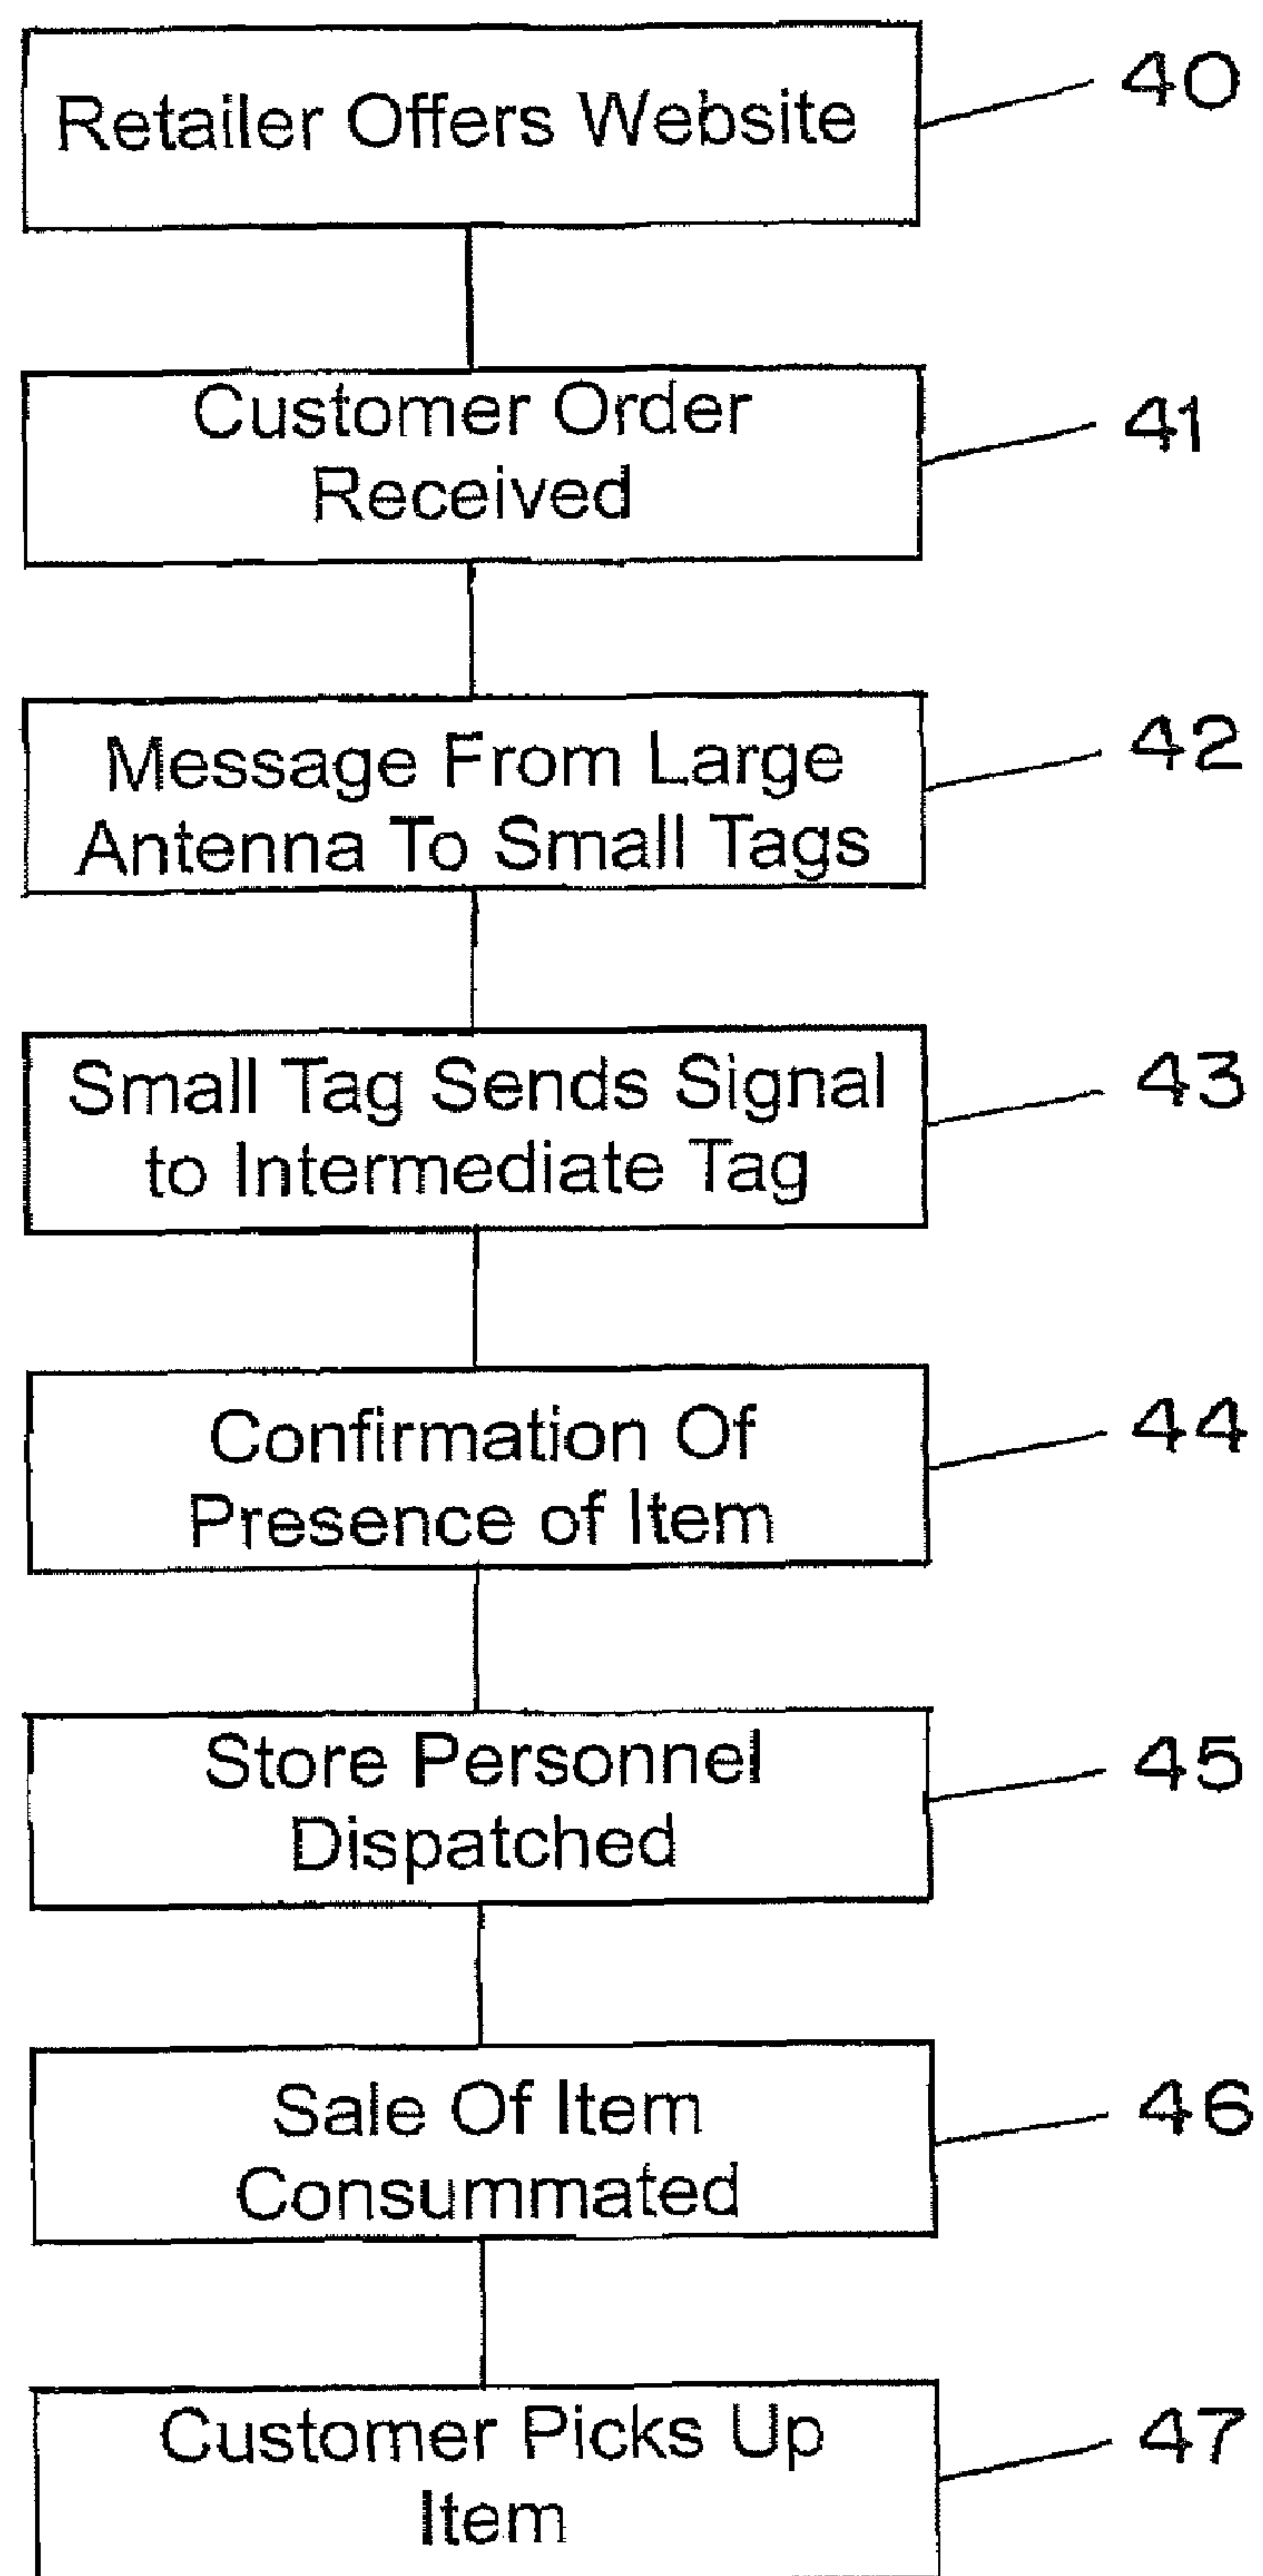 Retailer Offers Website
40
Customer Order
Received
41
Message From Large
Antenna To Small Tags
42
Small Tag Sends Signal
to Intermediate Tag
43
Confirmation Of
Presence of Item
44
Store Personnel
Dispatched
45
Sale Of Item
Consummated
46
Customer Picks Up
Item
47